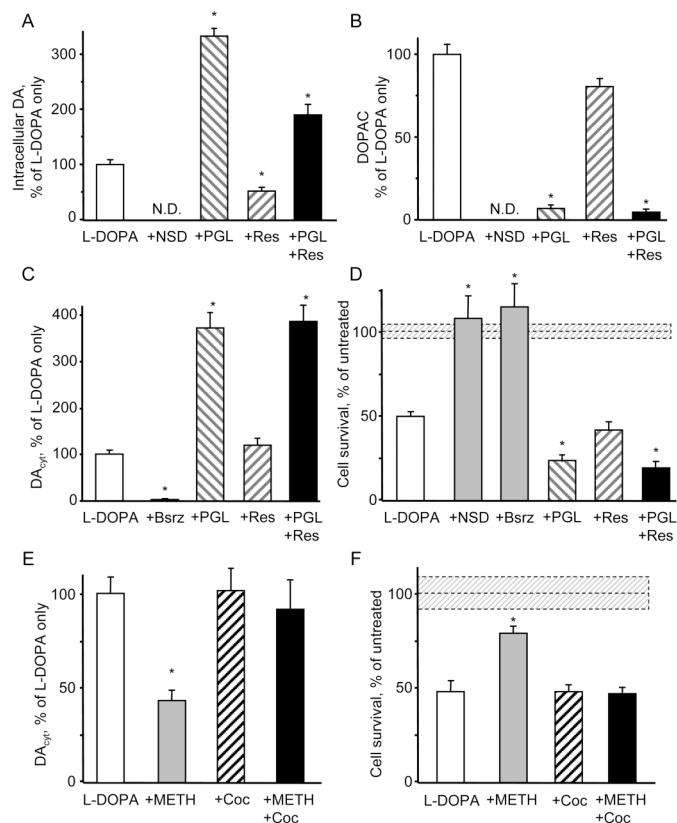 A
Intracellular DA,
% of L-DOPA only
300
200
100
0
N.D.
*
*
*
L-DOPA +NSD +PGL +Res +PGL
+Res
B
DOPAC
% of L-DOPA only
100
50
0
N.D.
*
*
L-DOPA +NSD +PGL +Res +PGL
+Res
C
DAcyt, % of L-DOPA only
400
300
200
100
0
*
*
*
L-DOPA +Bsrz +PGL +Res +PGL
+Res
D
Cell survival, % of untreated
100
50
0
*
*
*
*
L-DOPA +NSD +Bsrz +PGL +Res +PGL
+Res
E
DAcyt, % of L-DOPA only
100
50
0
*
L-DOPA +METH +Coc +METH
+Coc
F
Cell survival, % of untreated
100
50
0
*
L-DOPA +METH +Coc +METH
+Coc